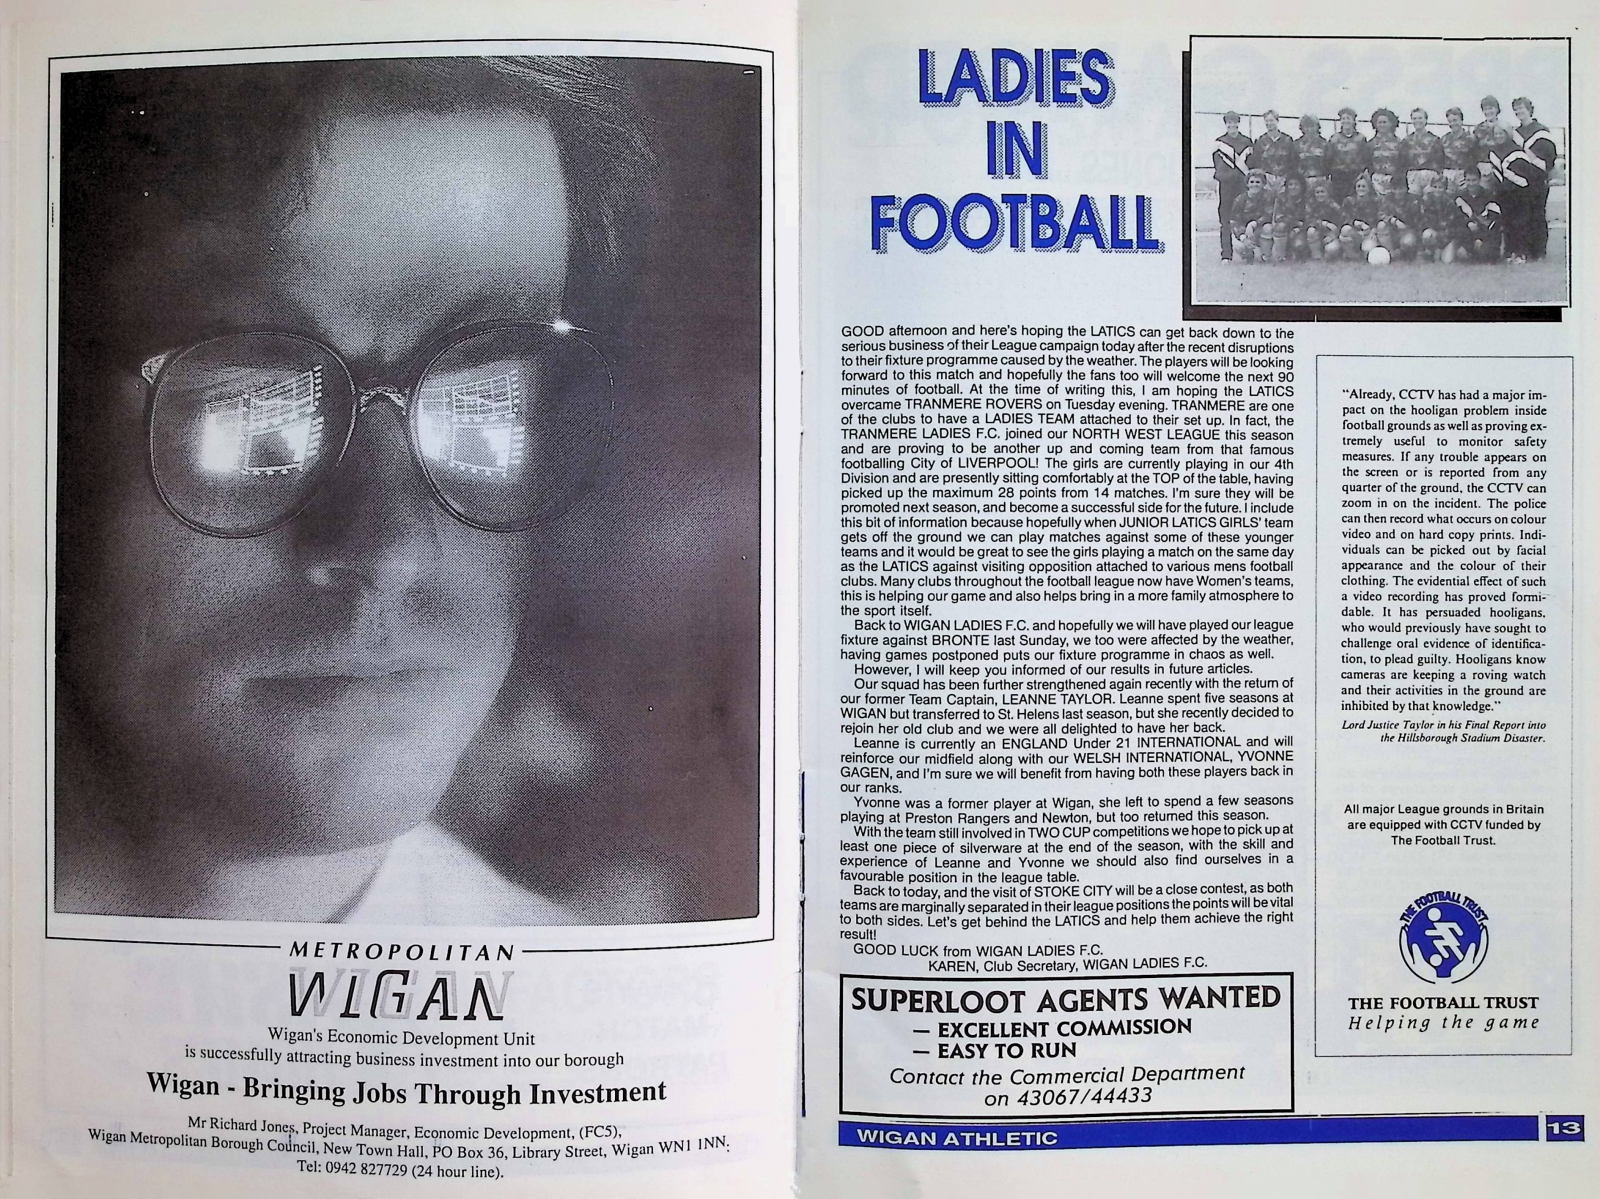 METROPOLITAN
WIGAN
Wigan's Economic Development Unit
is successfully attracting business investment into our borough
Wigan - Bringing Jobs Through Investment
Mr Richard Jones, Project Manager, Economic Development, (FC5),
Wigan Metropolitan Borough Council, New Town Hall, PO Box 36, Library Street, Wigan WN1 1NN.
Tel: 0942 827729 (24 hour line).
LADIES
IN
FOOTBALL
GOOD afternoon and here's hoping the LATICS can get back down to the
serious business of their League campaign today after the recent disruptions
to their fixture programme caused by the weather. The players will be looking
forward to this match and hopefully the fans too will welcome the next 90
minutes of football. At the time of writing this, I am hoping the LATICS
overcame TRANMERE ROVERS on Tuesday evening. TRANMERE are one
of the clubs to have a LADIES TEAM attached to their set up. In fact, the
TRANMERE LADIES F.C. joined our NORTH WEST LEAGUE this season
and are proving to be another up and coming team from that famous
footballing City of LIVERPOOL! The girls are currently playing in our 4th
Division and are presently sitting comfortably at the TOP of the table, having
picked up the maximum 28 points from 14 matches. I'm sure they will be
promoted next season, and become a successful side for the future. I include
this bit of information because hopefully when JUNIOR LATICS GIRLS' team
gets off the ground we can play matches against some of these younger
teams and it would be great to see the girls playing a match on the same day
as the LATICS against visiting opposition attached to various mens football
clubs. Many clubs throughout the football league now have Women's teams,
this is helping our game and also helps bring in a more family atmosphere to
the sport itself.
Back to WIGAN LADIES F.C. and hopefully we will have played our league
fixture against BRONTE last Sunday, we too were affected by the weather,
having games postponed puts our fixture programme in chaos as well.
However, I will keep you informed of our results in future articles.
Our squad has been further strengthened again recently with the return of
our former Team Captain, LEANNE TAYLOR. Leanne spent five seasons at
WIGAN but transferred to St. Helens last season, but she recently decided to
rejoin her old club and we were all delighted to have her back.
Leanne is currently an ENGLAND Under 21 INTERNATIONAL and will
reinforce our midfield along with our WELSH INTERNATIONAL, YVONNE
GAGEN, and I'm sure we will benefit from having both these players back in
our ranks.
Yvonne was a former player at Wigan, she left to spend a few seasons
playing at Preston Rangers and Newton, but too returned this season.
With the team still involved in TWO CUP competitions we hope to pick up at
least one piece of silverware at the end of the season, with the skill and
experience of Leanne and Yvonne we should also find ourselves in a
favourable position in the league table.
Back to today, and the visit of STOKE CITY will be a close contest, as both
teams are marginally separated in their league positions the points will be vital
to both sides. Let's get behind the LATICS and help them achieve the right
result!
GOOD LUCK from WIGAN LADIES F.C.
KAREN, Club Secretary, WIGAN LADIES F.C.
SUPERLOOT AGENTS WANTED
— EXCELLENT COMMISSION
— EASY TO RUN
Contact the Commercial Department
on 43067/44433
"Already, CCTV has had a major im-
pact on the hooligan problem inside
football grounds as well as proving ex-
tremely useful to monitor safety
measures. If any trouble appears on
the screen or is reported from any
quarter of the ground, the CCTV can
zoom in on the incident. The police
can then record what occurs on colour
video and on hard copy prints. Indi-
viduals can be picked out by facial
appearance and the colour of their
clothing. The evidential effect of such
a video recording has proved formi-
dable. It has persuaded hooligans,
who would previously have sought to
challenge oral evidence of identifica-
tion, to plead guilty. Hooligans know
cameras are keeping a roving watch
and their activities in the ground are
inhibited by that knowledge."
Lord Justice Taylor in his Final Report into
the Hillsborough Stadium Disaster.
All major League grounds in Britain
are equipped with CCTV funded by
The Football Trust.
THE FOOTBALL TRUST
THE FOOTBALL TRUST
Helping the game
WIGAN ATHLETIC
13